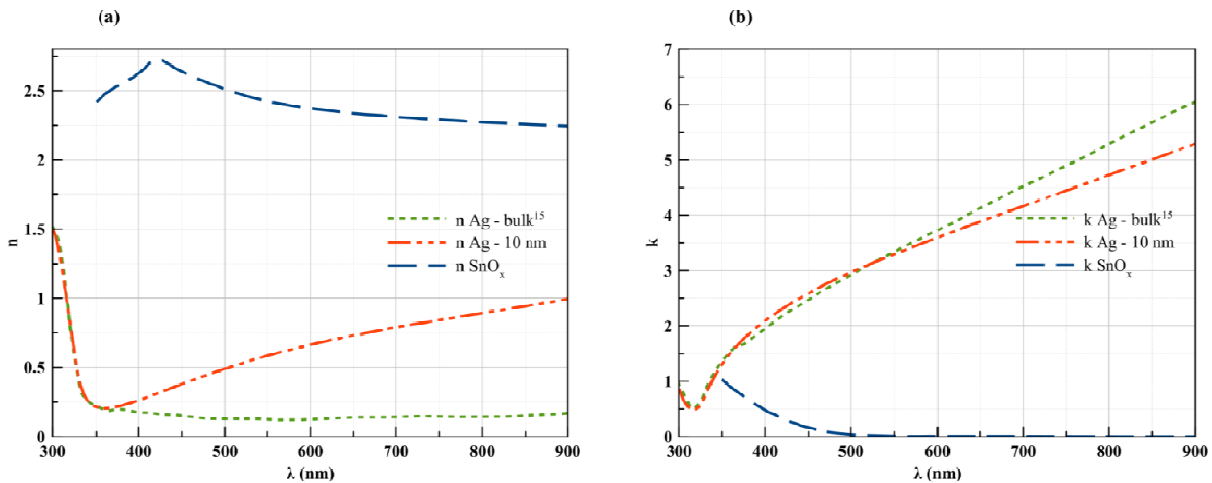 (a)
2.5
2
1.5
1
0.5
0
n
300 400 500 600 700 800 900
λ (nm)
n Ag - bulk15
n Ag - 10 nm
n SnOx
(b)
7
6
5
4
3
2
1
0
k
300 400 500 600 700 800 900
λ (nm)
k Ag - bulk15
k Ag - 10 nm
k SnOx